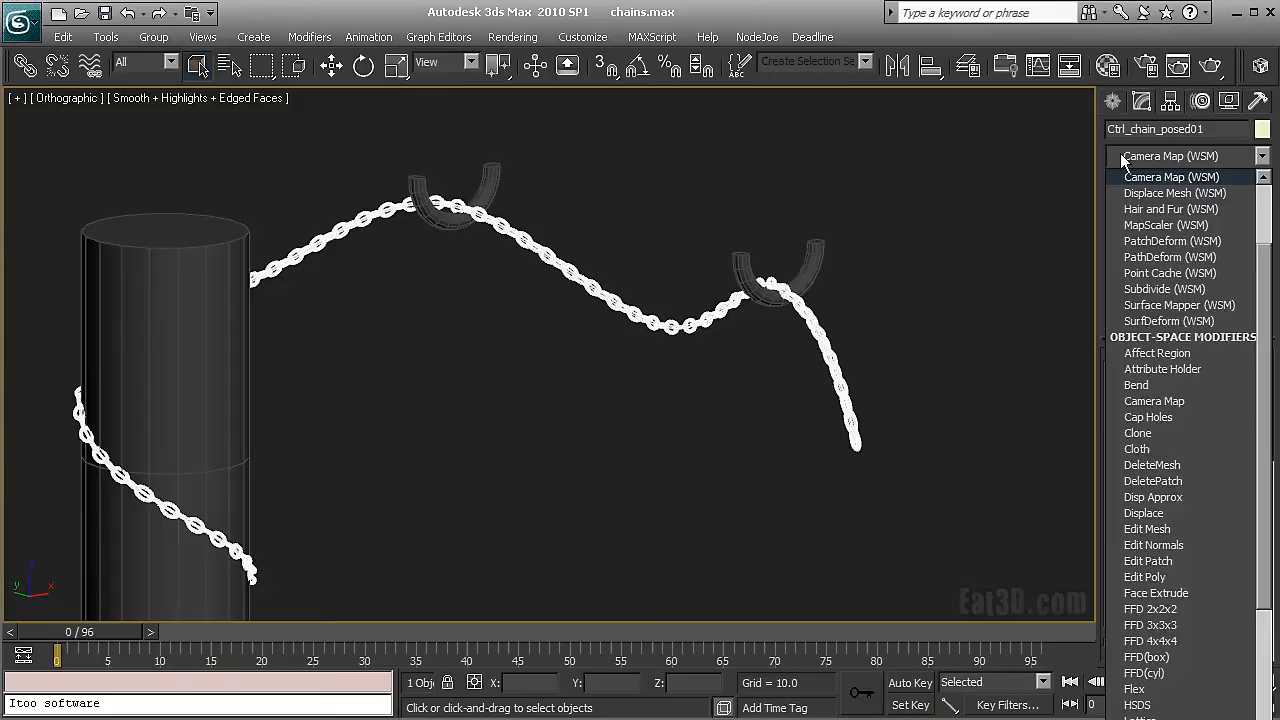 Autodesk 3ds Max 2010 SP1 chains.max
Type a keyword or phrase
Edit Tools Group Views Create Modifiers Animation Graph Editors Rendering Customize MAXScript Help NodeJoe Deadline
All View Create Selection Se
[ + ] [ Orthographic ] [ Smooth + Highlights + Edged Faces ]
Ctrl_chain_posed01
Camera Map (WSM)
Camera Map (WSM)
Displace Mesh (WSM)
Hair and Fur (WSM)
MapScaler (WSM)
PatchDeform (WSM)
PathDeform (WSM)
Point Cache (WSM)
Subdivide (WSM)
Surface Mapper (WSM)
SurfDeform (WSM)
OBJECT-SPACE MODIFIERS
Affect Region
Attribute Holder
Bend
Camera Map
Cap Holes
Clone
Cloth
DeleteMesh
DeletePatch
Disp Approx
Displace
Edit Mesh
Edit Normals
Edit Patch
Edit Poly
Face Extrude
FFD 2x2x2
FFD 3x3x3
FFD 4x4x4
FFD(box)
FFD(cyl)
Flex
HSDS
z
y x
Eat3D.com
< 0 / 96 >
0 5 10 15 20 25 30 35 40 45 50 55 60 65 70 75 80 85 90 95
1 Obj X: Y: Z: Grid = 10.0 Auto Key Selected
Itoo software
Click or click-and-drag to select objects Add Time Tag Set Key Key Filters... 0